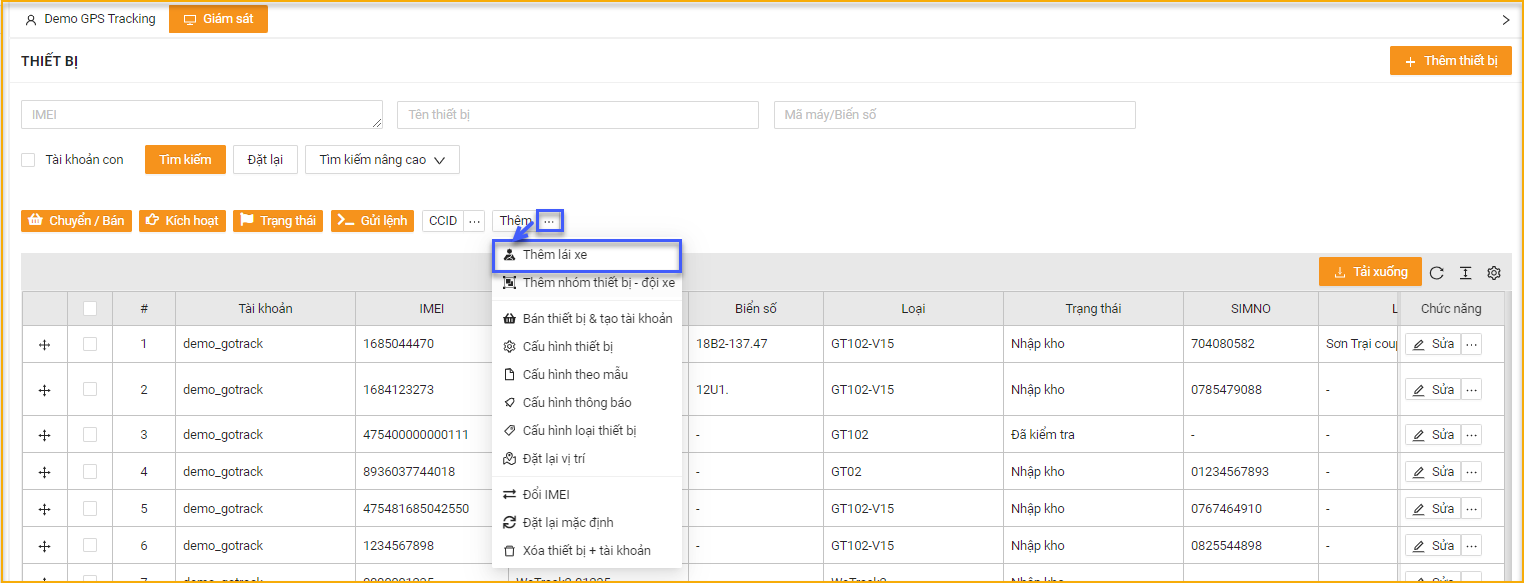 Demo GPS Tracking Giám sát
THIẾT BỊ
Thêm thiết bị
IMEI Tên thiết bị Mã máy/Biển số
Tài khoản con Tìm kiếm Đặt lại Tìm kiếm nâng cao
Chuyển / Bán Kích hoạt Trạng thái Gửi lệnh CCID ... Thêm ...
Thêm lái xe
Thêm nhóm thiết bị - đội xe
Bán thiết bị & tạo tài khoản
Cấu hình thiết bị
Cấu hình theo mẫu
Cấu hình thông báo
Cấu hình loại thiết bị
Đặt lại vị trí
Đổi IMEI
Đặt lại mặc định
Xóa thiết bị + tài khoản
Tải xuống
# Tài khoản IMEI Biển số Loại Trạng thái SIMNO L Chức năng
1 demo_gotrack 1685044470 18B2-137.47 GT102-V15 Nhập kho 704080582 Sơn Trại coup Sửa ...
2 demo_gotrack 1684123273 12U1. GT102-V15 Nhập kho 0785479088 - Sửa ...
3 demo_gotrack 475400000000111 - GT102 Đã kiểm tra - - Sửa ...
4 demo_gotrack 8936037744018 - GT02 Nhập kho 01234567893 - Sửa ...
5 demo_gotrack 475481685042550 - GT102-V15 Nhập kho 0767464910 - Sửa ...
6 demo_gotrack 1234567898 - GT102-V15 Nhập kho 0825544898 - Sửa ...